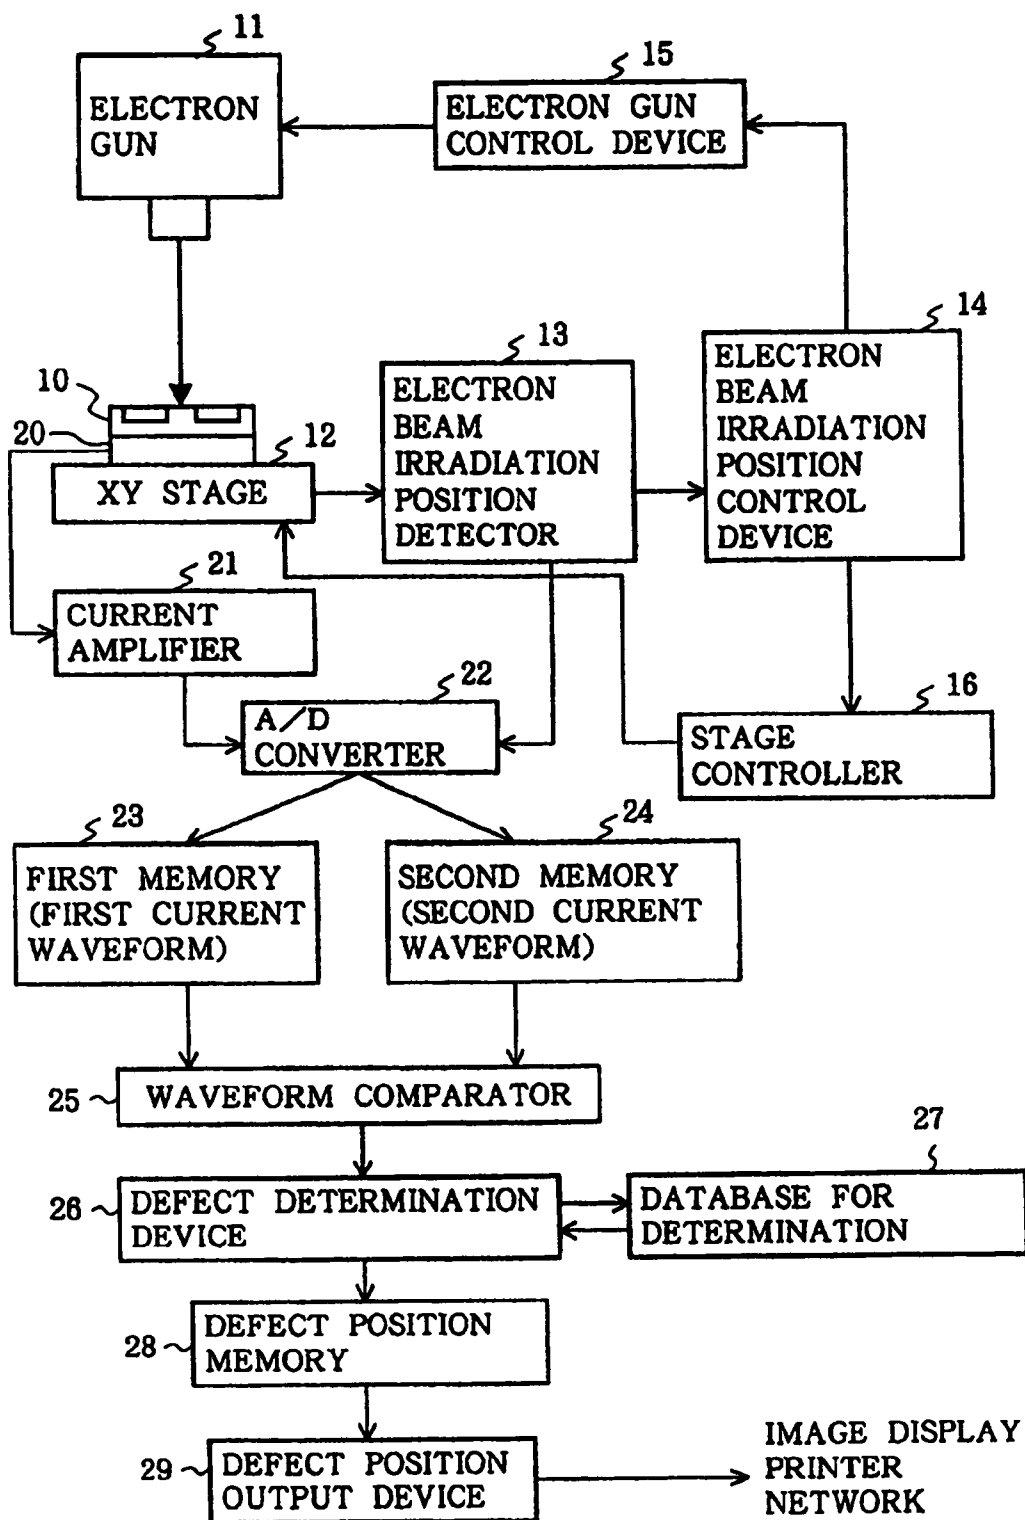 11
ELECTRON
GUN
15
ELECTRON GUN
CONTROL DEVICE
14
ELECTRON
BEAM
IRRADIATION
POSITION
CONTROL
DEVICE
13
ELECTRON
BEAM
IRRADIATION
POSITION
DETECTOR
10
20
12
XY STAGE
21
CURRENT
AMPLIFIER
22
A/D
CONVERTER
16
STAGE
CONTROLLER
23
FIRST MEMORY
(FIRST CURRENT
WAVEFORM)
24
SECOND MEMORY
(SECOND CURRENT
WAVEFORM)
25
WAVEFORM COMPARATOR
26
DEFECT DETERMINATION
DEVICE
27
DATABASE FOR
DETERMINATION
28
DEFECT POSITION
MEMORY
29
DEFECT POSITION
OUTPUT DEVICE
IMAGE DISPLAY
PRINTER
NETWORK